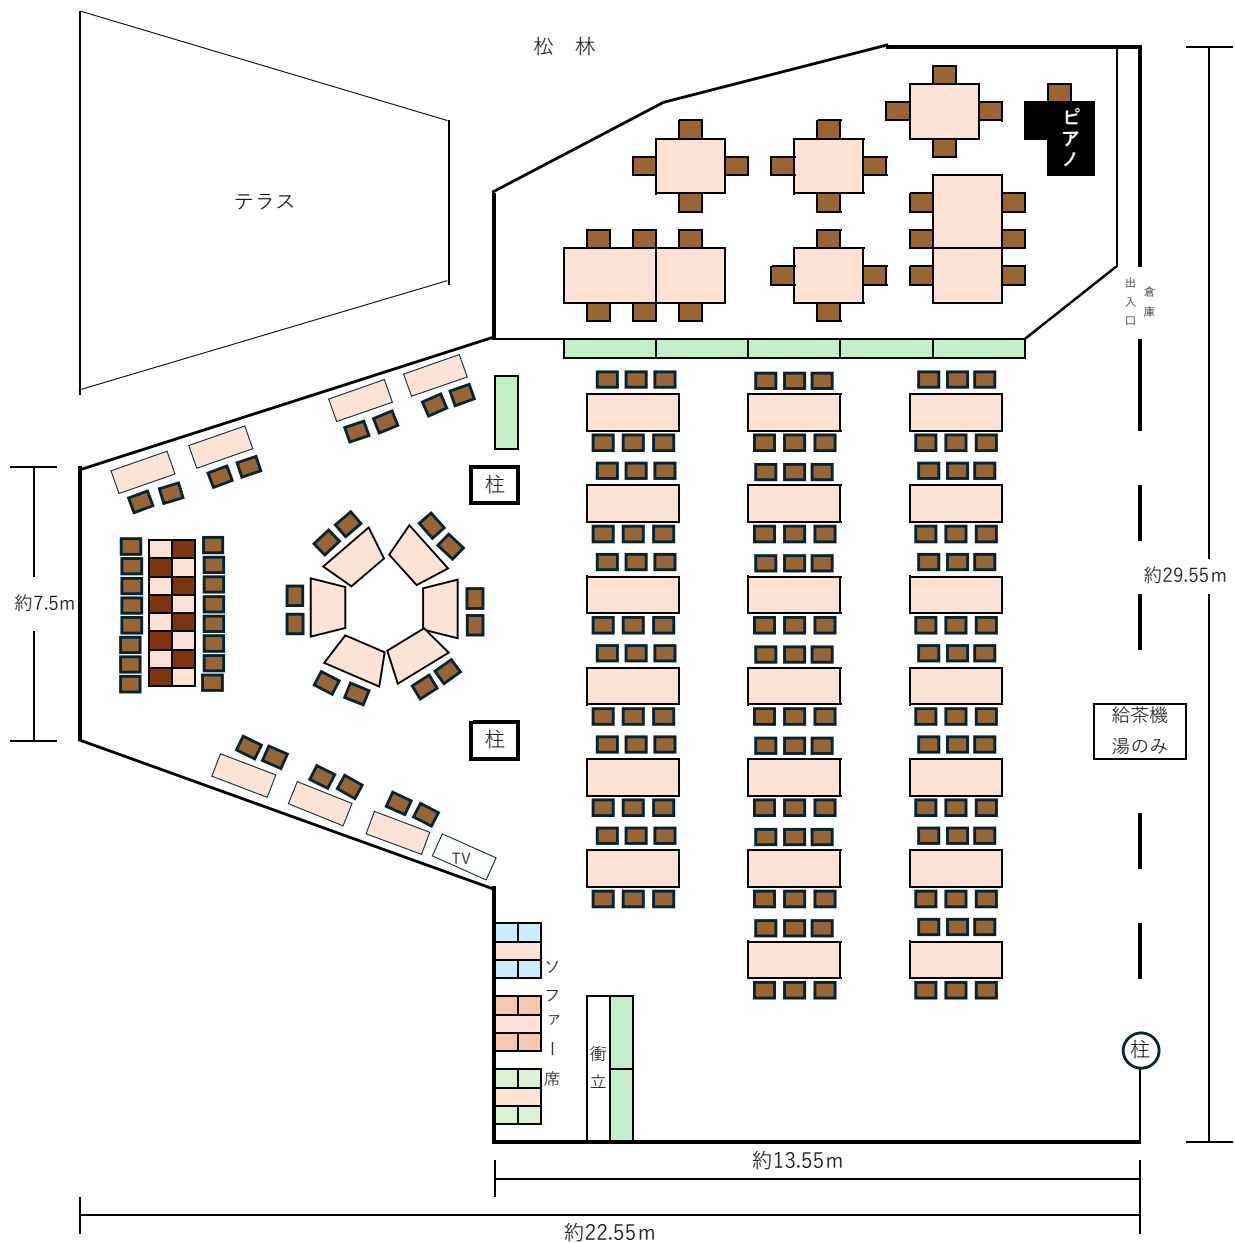 松　林
ピアノ
テラス
出入口
倉庫
柱
約29.55m
約7.5m
給茶機
湯のみ
柱
TV
ソファー席
衝立
柱
約13.55m
約22.55m